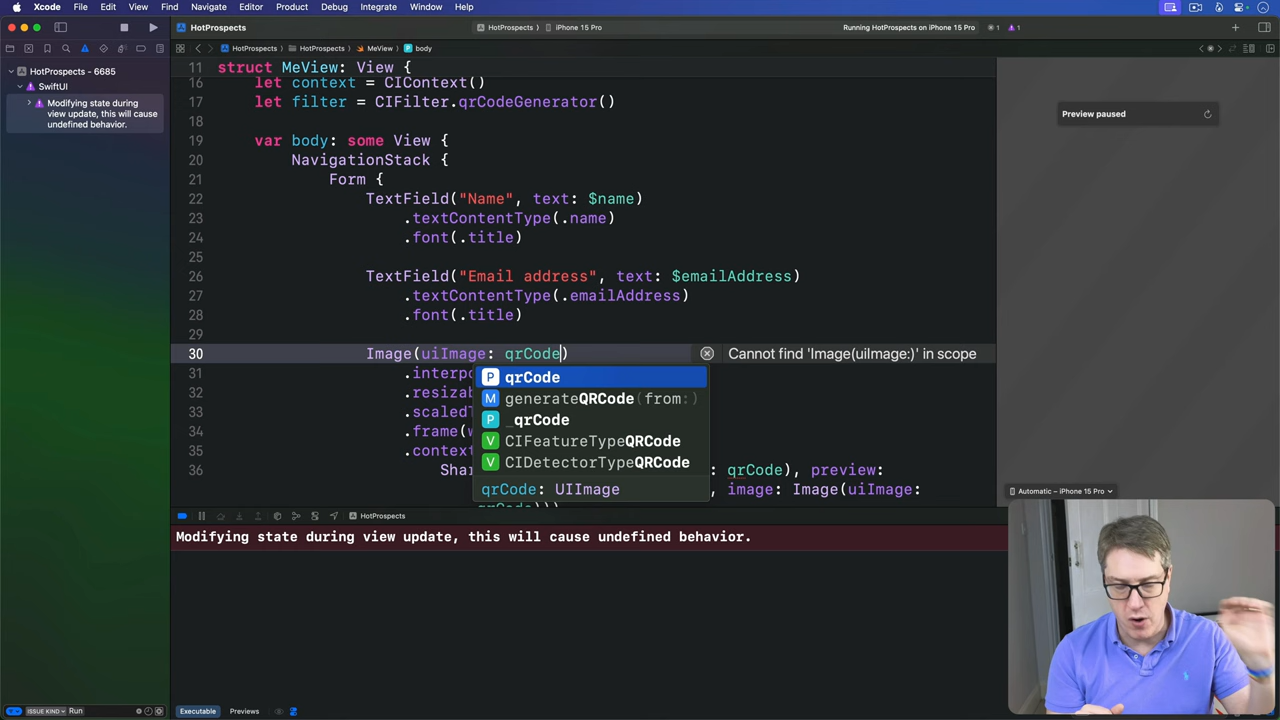 Xcode File Edit View Find Navigate Editor Product Debug Integrate Window Help
HotProspects
HotProspects iPhone 15 Pro
Running HotProspects on iPhone 15 Pro
1
1
HotProspects HotProspects MeView body
HotProspects - 6685
SwiftUI
Modifying state during
view update, this will cause
undefined behavior.
11 struct MeView: View {
16 let context = CIContext()
17 let filter = CIFilter.qrCodeGenerator()
18
19 var body: some View {
20 NavigationStack {
21 Form {
22 TextField("Name", text: $name)
23 .textContentType(.name)
24 .font(.title)
25
26 TextField("Email address", text: $emailAddress)
27 .textContentType(.emailAddress)
28 .font(.title)
29
30 Image(uiImage: qrCode) Cannot find 'Image(uiImage:)' in scope
31 .interpo
32 .resizab
33 .scaledT
34 .frame(w
35 .context
36 Shar : qrCode), preview:
, image: Image(uiImage:
qrCode)))
P qrCode
M generateQRCode(from:)
P _qrCode
V CIFeatureTypeQRCode
V CIDetectorTypeQRCode
qrCode: UIImage
Preview paused
Automatic – iPhone 15 Pro
HotProspects
Modifying state during view update, this will cause undefined behavior.
ISSUE KIND Run
Executable Previews